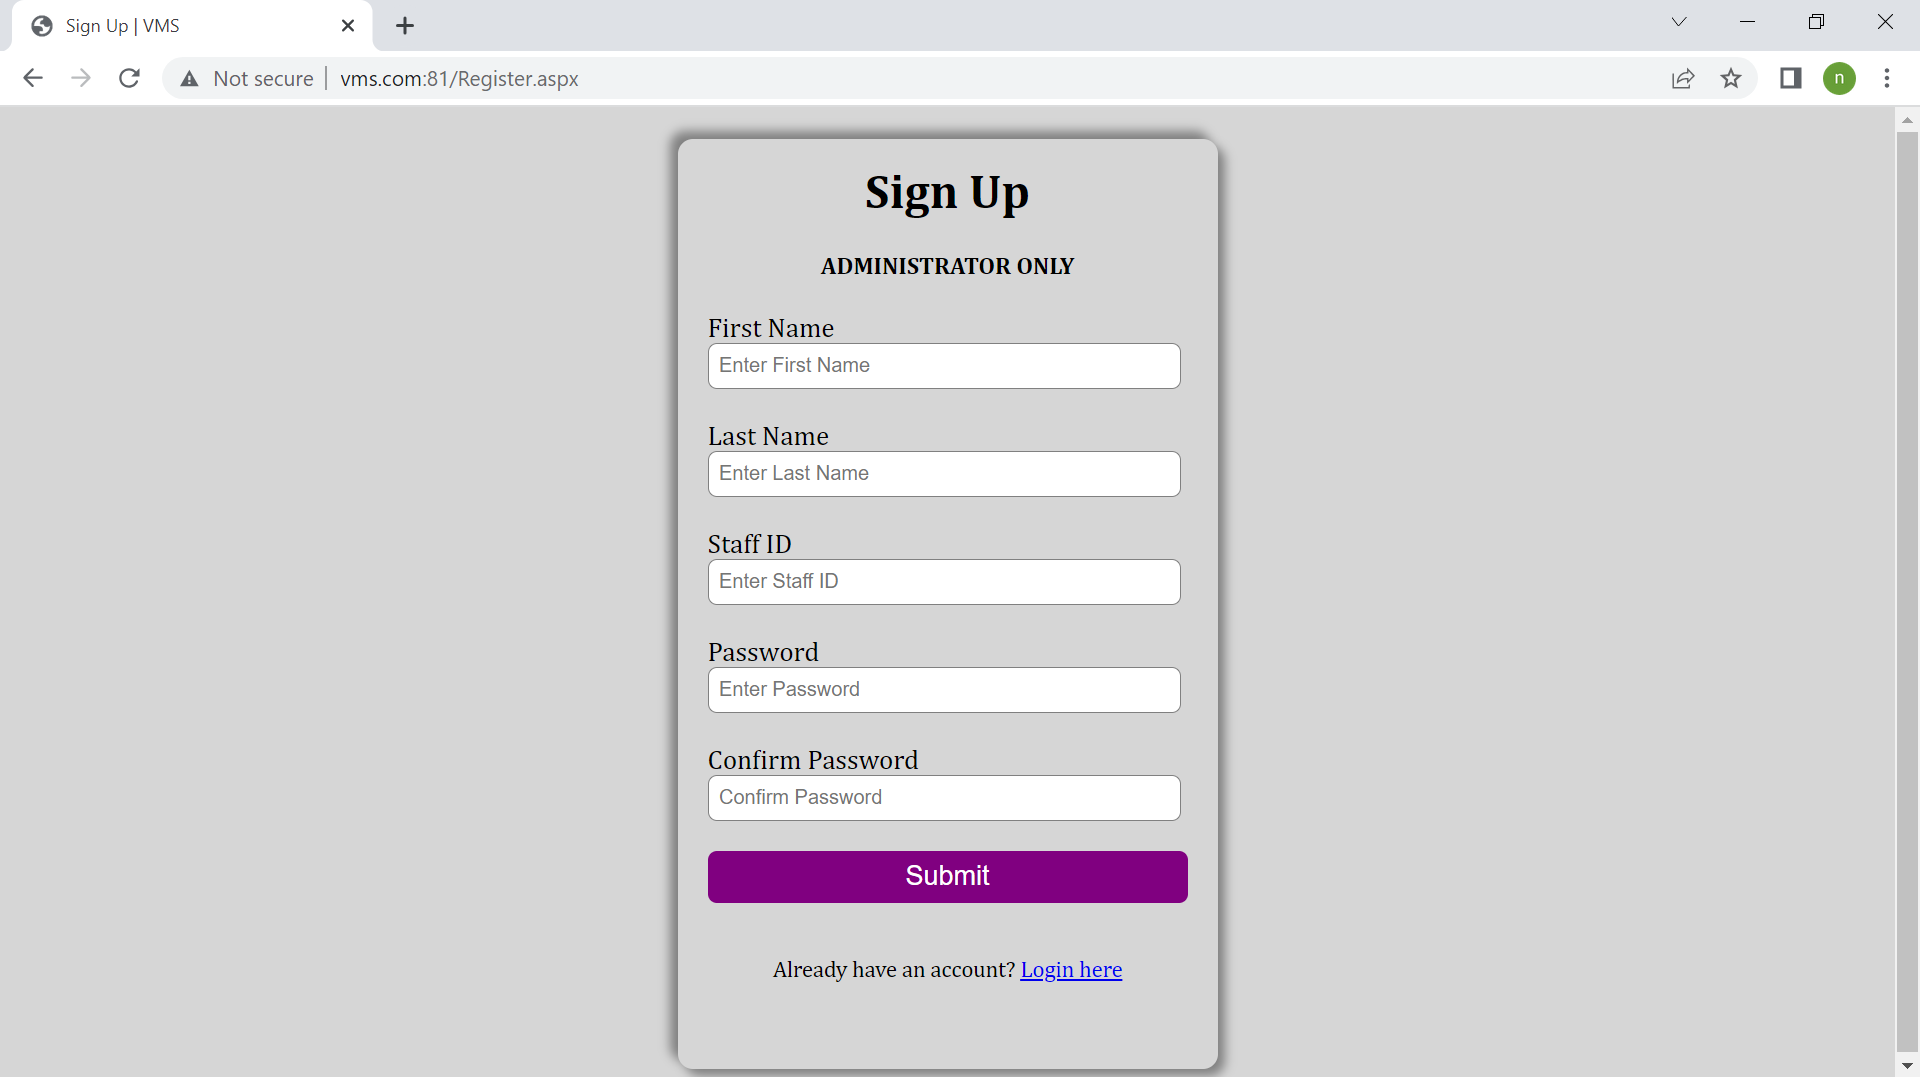 Sign Up | VMS
Not secure vms.com:81/Register.aspx n
Sign Up
ADMINISTRATOR ONLY
First Name
Enter First Name
Last Name
Enter Last Name
Staff ID
Enter Staff ID
Password
Enter Password
Confirm Password
Confirm Password
Submit
Already have an account? Login here